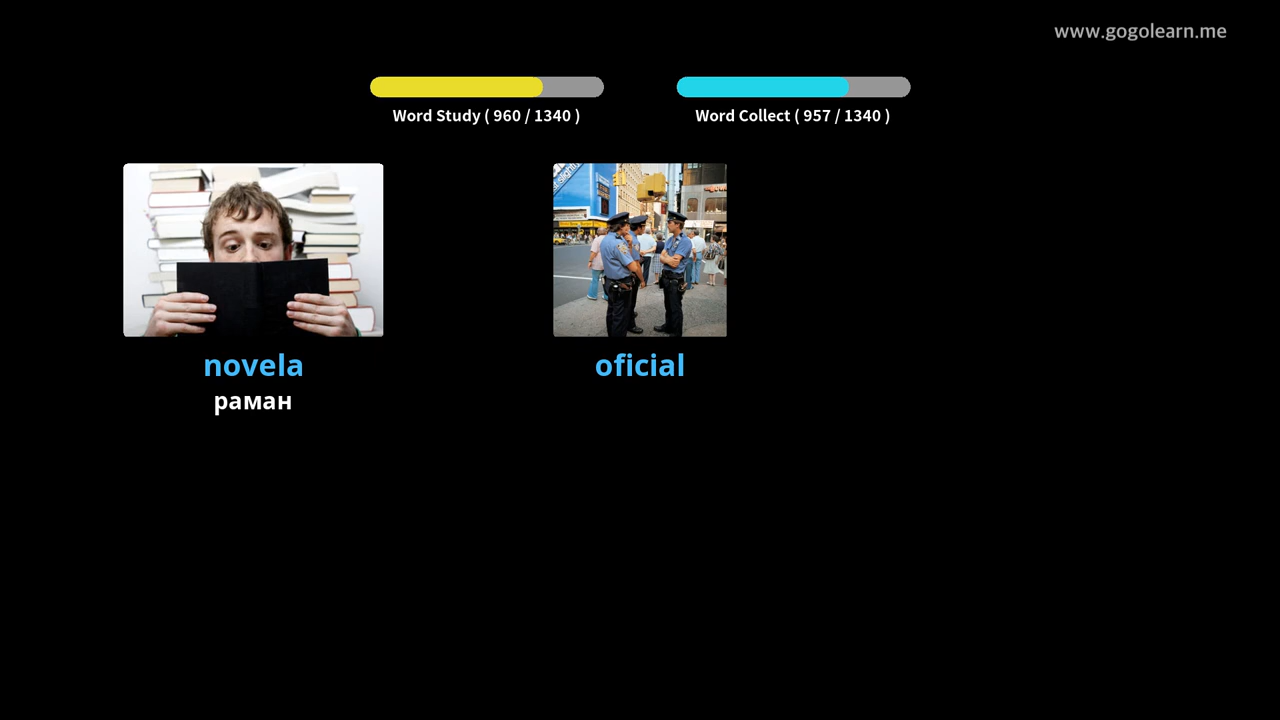 www.gogolearn.me
Word Study ( 960 / 1340 )
Word Collect ( 957 / 1340 )
novela
раман
oficial